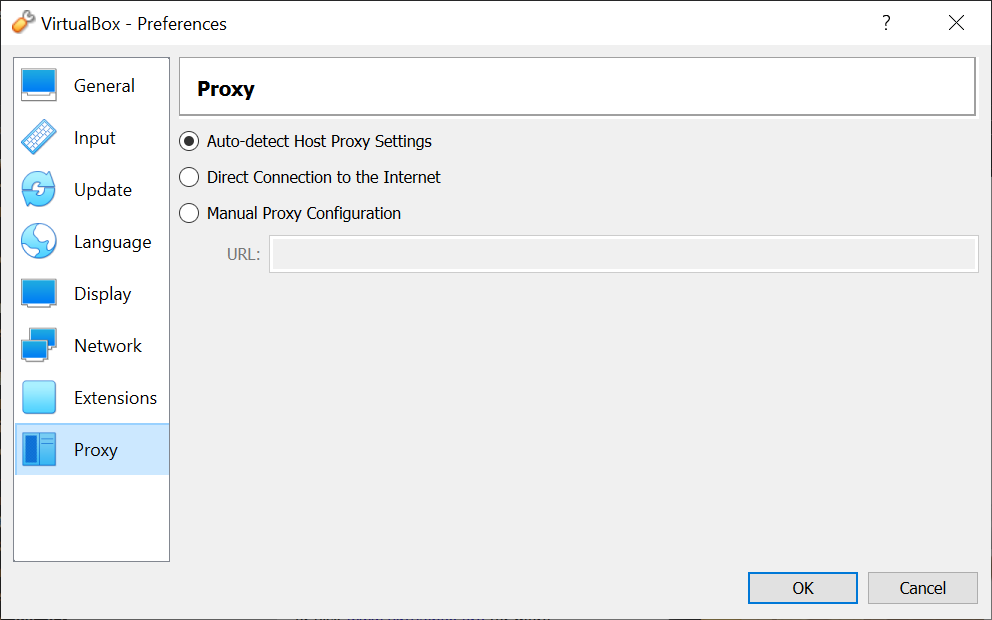 VirtualBox - Preferences
?
General
Input
Update
Language
Display
Network
Extensions
Proxy
Proxy
Auto-detect Host Proxy Settings
Direct Connection to the Internet
Manual Proxy Configuration
URL:
OK
Cancel